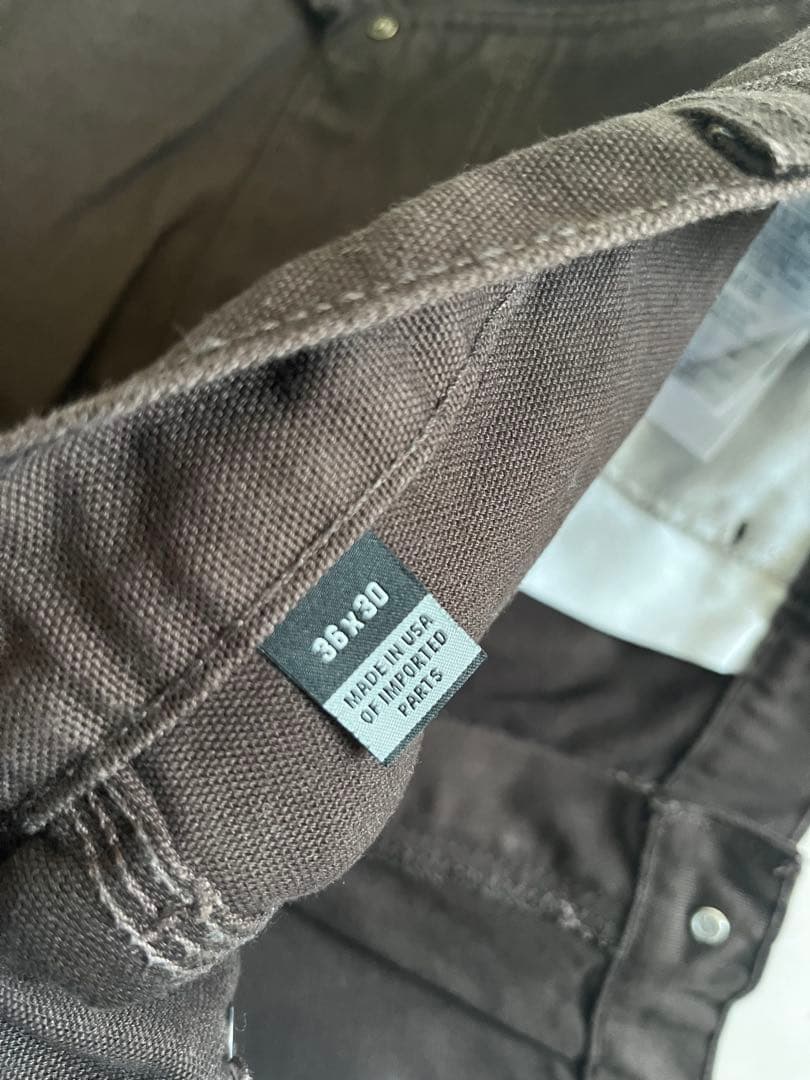 36x30
MADE IN USA
OF IMPORTED
PARTS